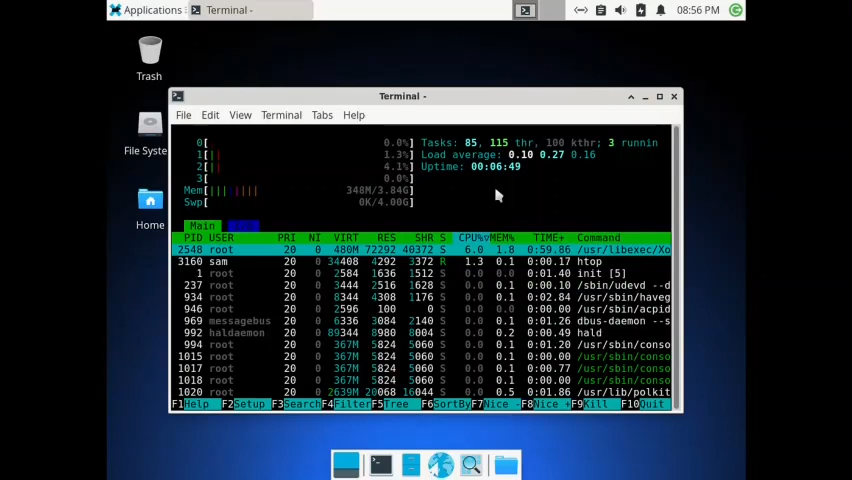 Applications
Terminal -
08:56 PM
Trash
File Syste
Home
Terminal -
File Edit View Terminal Tabs Help
0[ 0.0%] Tasks: 85, 115 thr, 100 kthr; 3 runnin
1[|| 1.3%] Load average: 0.10 0.27 0.16
2[|| 4.1%] Uptime: 00:06:49
3[ 0.0%]
Mem[||| |||| 348M/3.84G]
Swp[ 0K/4.00G]
Main
PID USER PRI NI VIRT RES SHR S CPU%▽MEM% TIME+ Command
2548 root 20 0 480M 72292 40372 S 6.0 1.8 0:59.86 /usr/libexec/Xo
3160 sam 20 0 34408 4292 3372 R 1.3 0.1 0:00.17 htop
1 root 20 0 2584 1636 1512 S 0.0 0.0 0:01.40 init [5]
237 root 20 0 3444 2516 1628 S 0.0 0.1 0:00.10 /sbin/udevd --d
934 root 20 0 8344 4308 1176 S 0.0 0.1 0:02.84 /usr/sbin/haveg
946 root 20 0 2596 100 0 S 0.0 0.0 0:00.00 /usr/sbin/acpid
969 messagebus 20 0 6336 3084 2140 S 0.0 0.1 0:01.26 dbus-daemon --s
992 haldaemon 20 0 89344 8980 8004 S 0.0 0.2 0:00.49 hald
994 root 20 0 367M 5824 5060 S 0.0 0.1 0:01.20 /usr/sbin/conso
1015 root 20 0 367M 5824 5060 S 0.0 0.1 0:00.00 /usr/sbin/conso
1017 root 20 0 367M 5824 5060 S 0.0 0.1 0:00.77 /usr/sbin/conso
1018 root 20 0 367M 5824 5060 S 0.0 0.1 0:00.00 /usr/sbin/conso
1020 root 20 0 2639M 20068 16044 S 0.0 0.5 0:01.86 /usr/lib/polkit
F1Help F2Setup F3SearchF4FilterF5Tree F6SortByF7Nice -F8Nice +F9Kill F10Quit